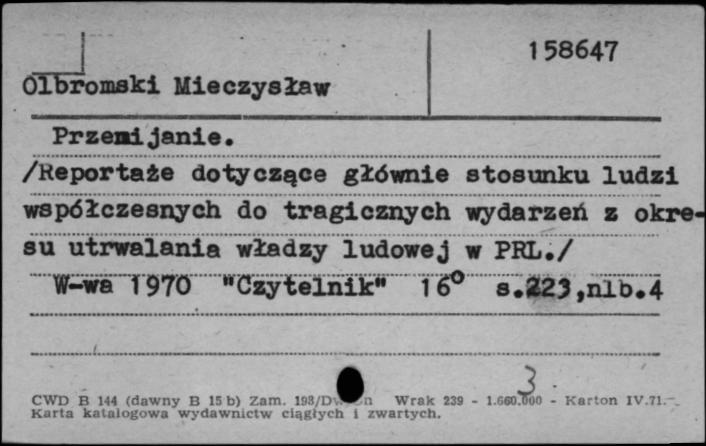 158647
Olbromski Mieczysław
Przemijanie.
/Reportaże dotyczące głównie stosunku ludzi
współczesnych do tragicznych wydarzeń z okre-
su utrwalania władzy ludowej w PRL./
W-wa 1970 "Czytelnik" 16° s.223,nlb.4
3
CWD B 144 (dawny B 15 b) Zam. 198/ Wrak 239 - 1.660.000 - Karton IV.71.
Karta katalogowa wydawnictw ciągłych i zwartych.